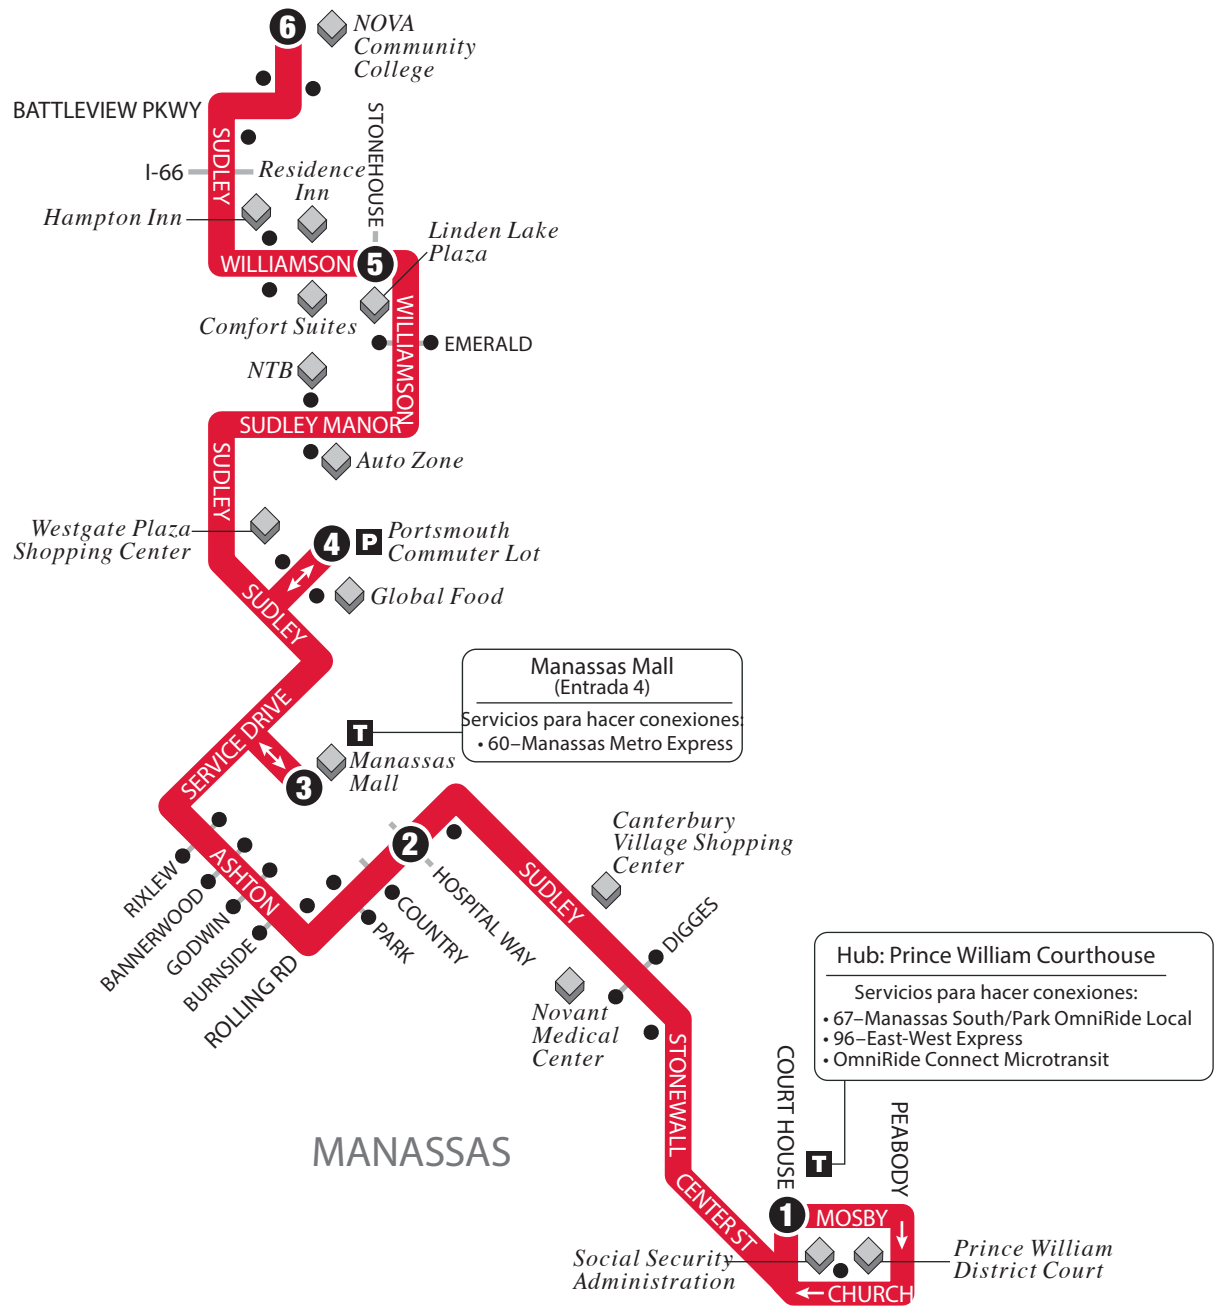 6
NOVA
Community
College
BATTLEVIEW PKWY
STONEHOUSE
SUDLEY
I-66
Residence
Inn
Hampton Inn
Linden Lake
Plaza
WILLIAMSON
5
WILLIAMSON
Comfort Suites
EMERALD
NTB
SUDLEY MANOR
SUDLEY
Auto Zone
Westgate Plaza
Shopping Center
4
P
Portsmouth
Commuter Lot
Global Food
SUDLEY
Manassas Mall
(Entrada 4)
Servicios para hacer conexiones:
• 60–Manassas Metro Express
SERVICE DRIVE
T
Manassas
Mall
3
2
Canterbury
Village Shopping
Center
ASHTON
RIXLEW
BANNERWOOD
GODWIN
BURNSIDE
ROLLING RD
PARK
COUNTRY
HOSPITAL WAY
SUDLEY
DIGGES
Novant
Medical
Center
Hub: Prince William Courthouse
Servicios para hacer conexiones:
• 67–Manassas South/Park OmniRide Local
• 96–East-West Express
• OmniRide Connect Microtransit
STONEWALL
COURT HOUSE
T
PEABODY
MANASSAS
CENTER ST
1
MOSBY
Social Security
Administration
Prince William
District Court
CHURCH